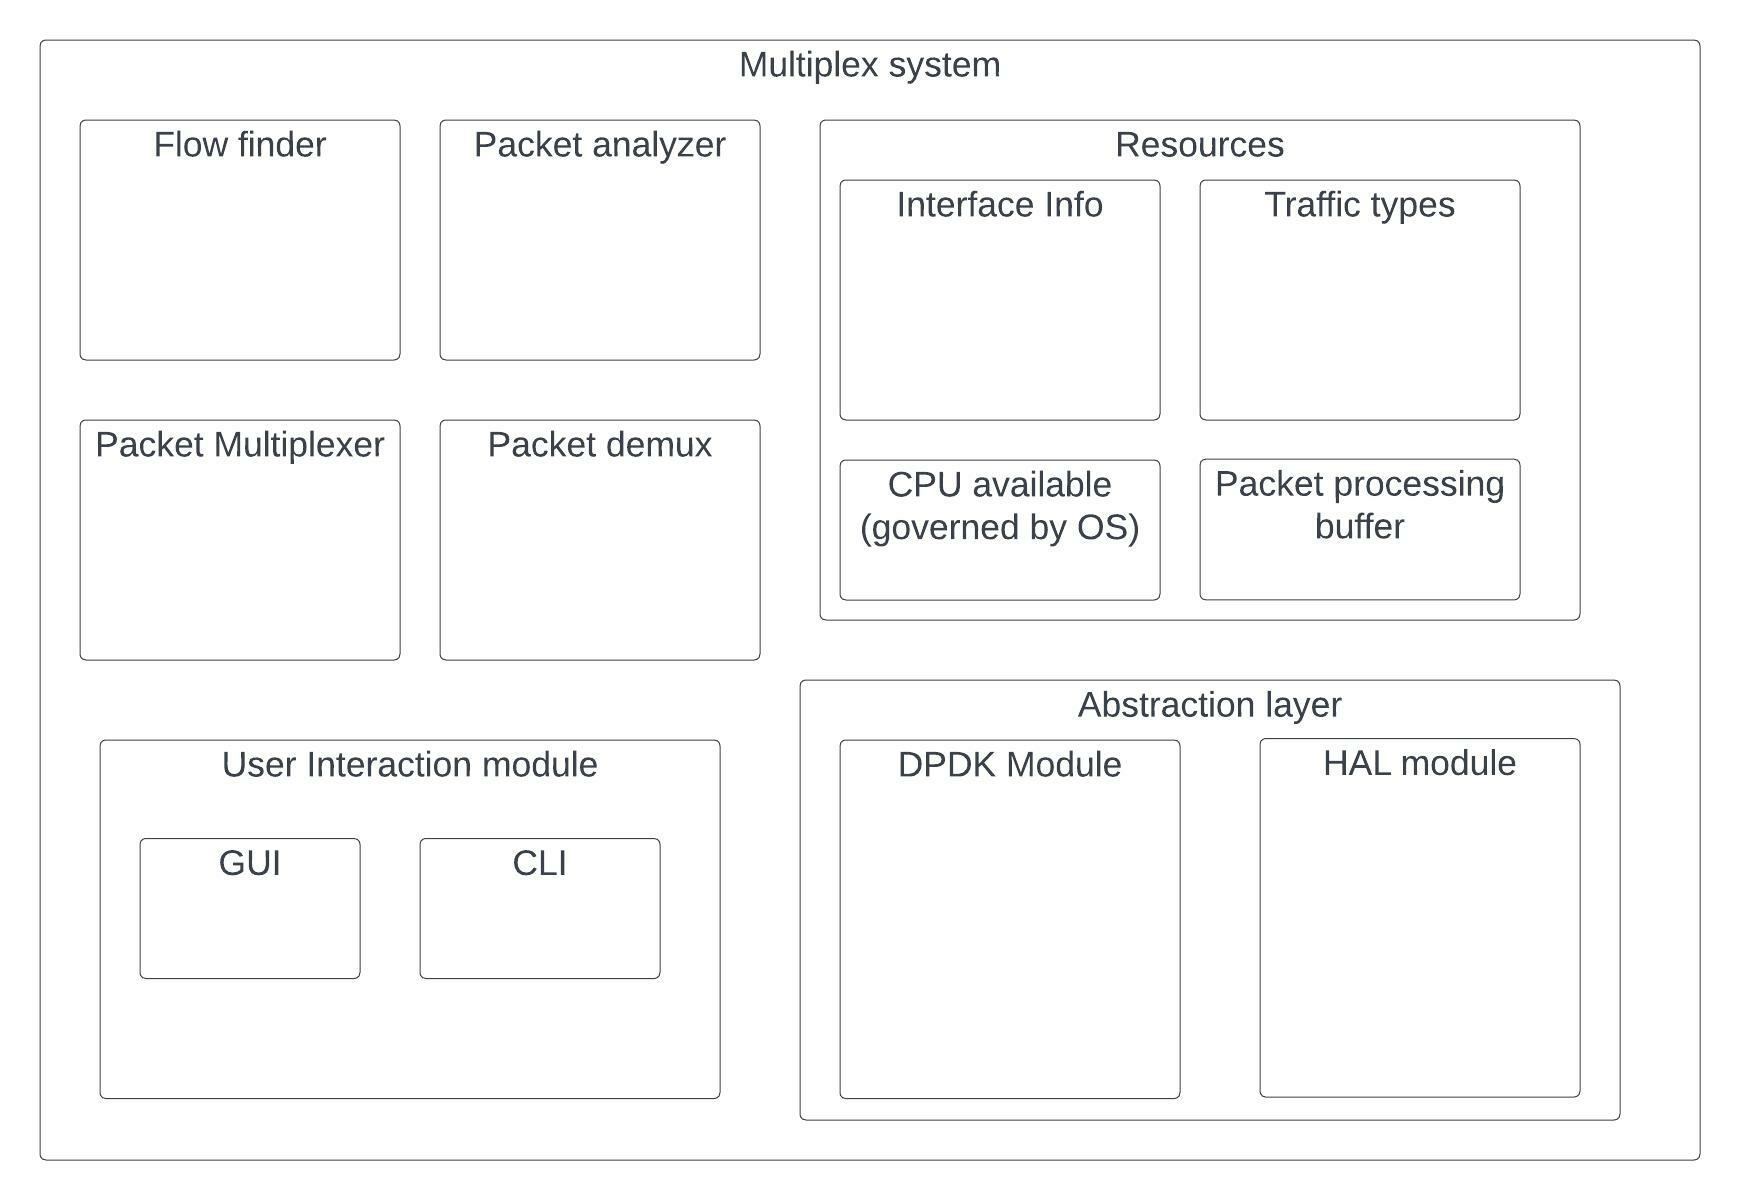 Multiplex system
Flow finder
Packet analyzer
Resources
Interface Info
Traffic types
Packet Multiplexer
Packet demux
CPU available
(governed by OS)
Packet processing
buffer
Abstraction layer
User Interaction module
DPDK Module
HAL module
GUI
CLI